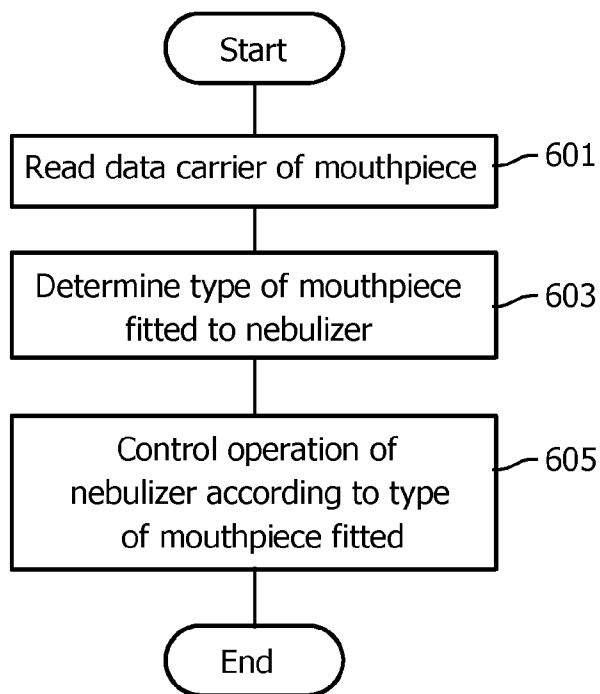 Start
Read data carrier of mouthpiece
601
Determine type of mouthpiece
fitted to nebulizer
603
Control operation of
nebulizer according to type
of mouthpiece fitted
605
End